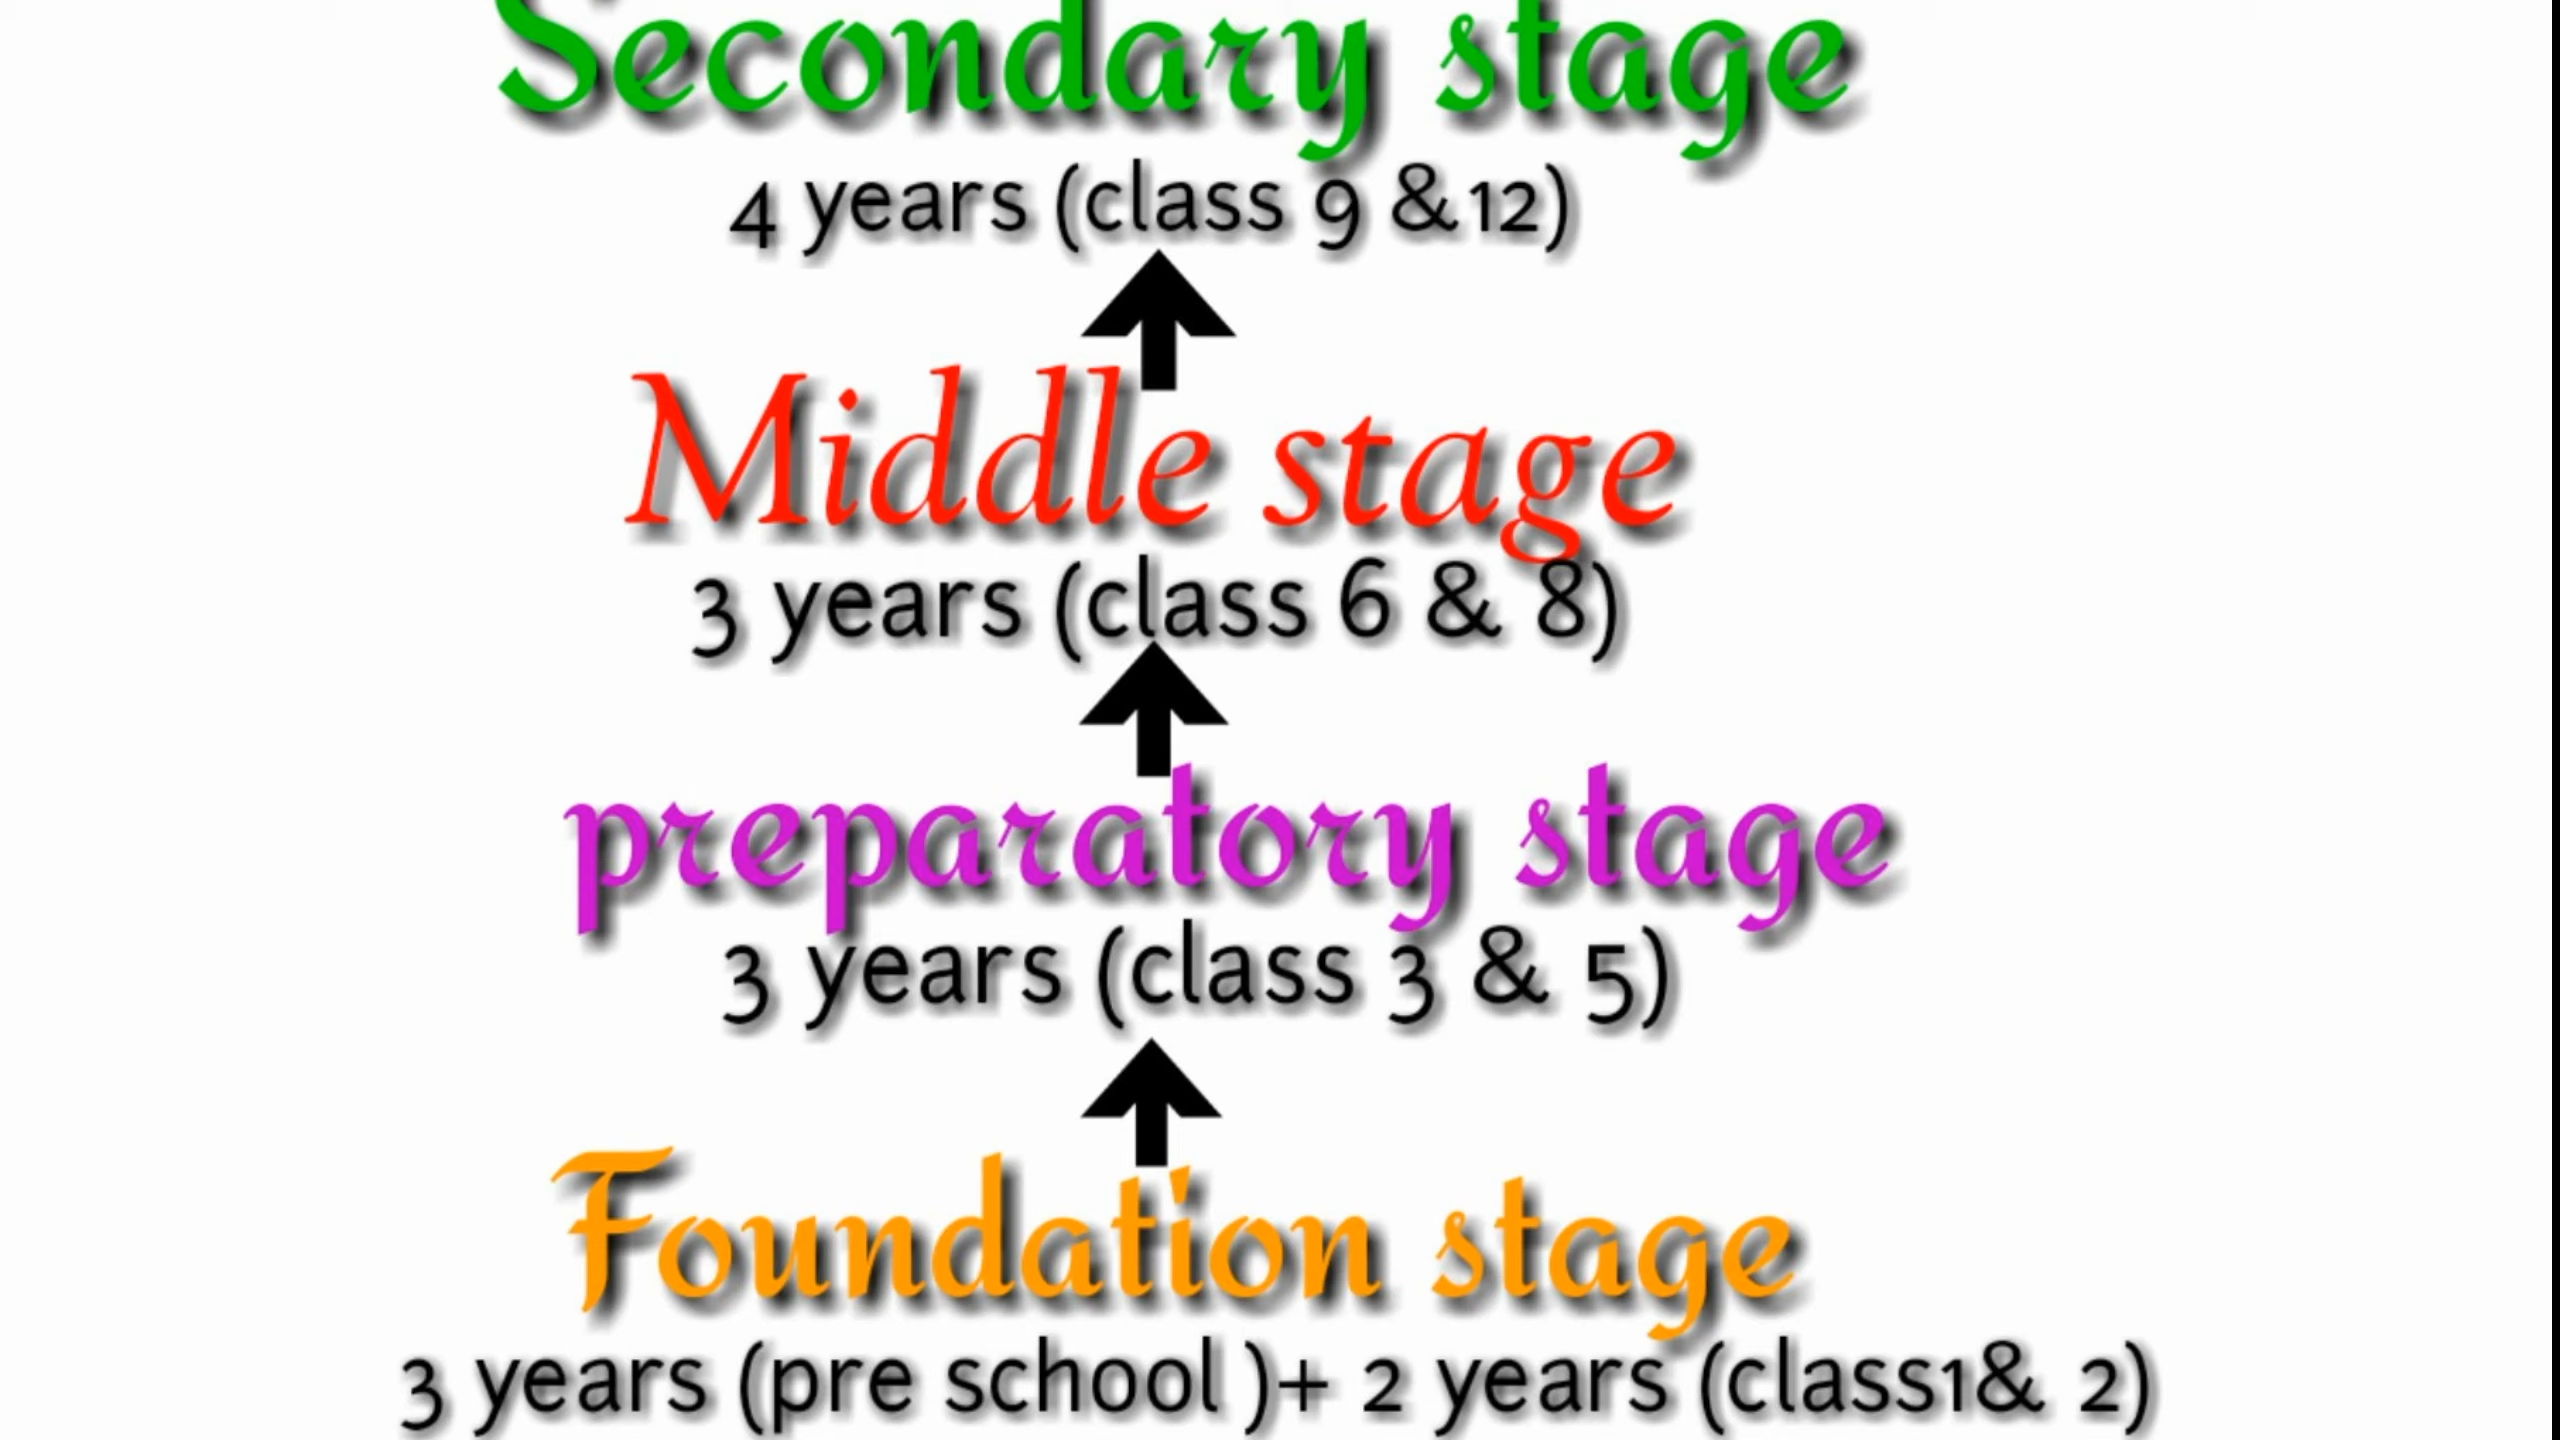 Secondary stage
4 years (class 9 &12)
Middle stage
3 years (class 6 & 8)
preparatory stage
3 years (class 3 & 5)
Foundation stage
3 years (pre school )+ 2 years (class1& 2)